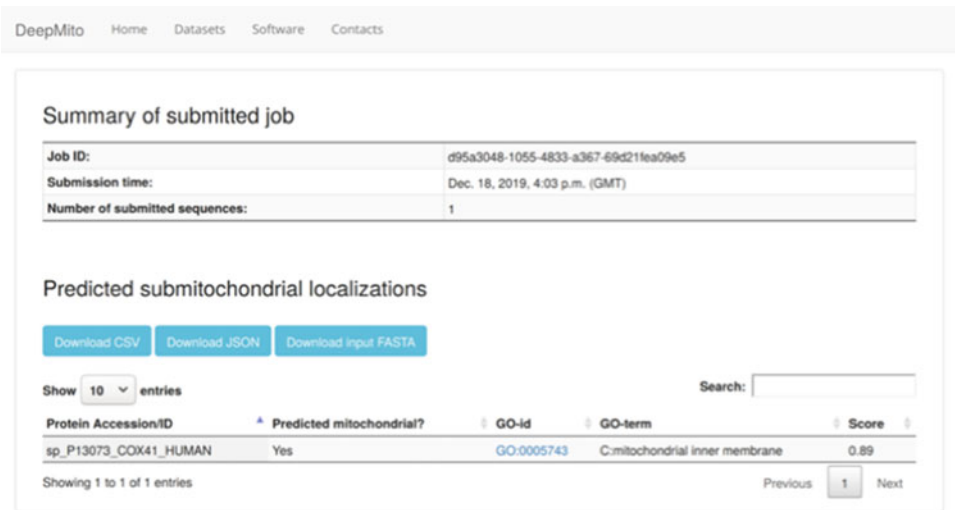 DeepMito Home Datasets Software Contacts
Summary of submitted job
Job ID: d95a3048-1055-4833-a367-69d21fea09e5
Submission time: Dec. 18, 2019, 4:03 p.m. (GMT)
Number of submitted sequences: 1
Predicted submitochondrial localizations
Download CSV Download JSON Download input FASTA
Show 10 entries Search:
Protein Accession/ID Predicted mitochondrial? GO-id GO-term Score
sp_P13073_COX41_HUMAN Yes GO:0005743 C:mitochondrial inner membrane 0.89
Showing 1 to 1 of 1 entries Previous 1 Next